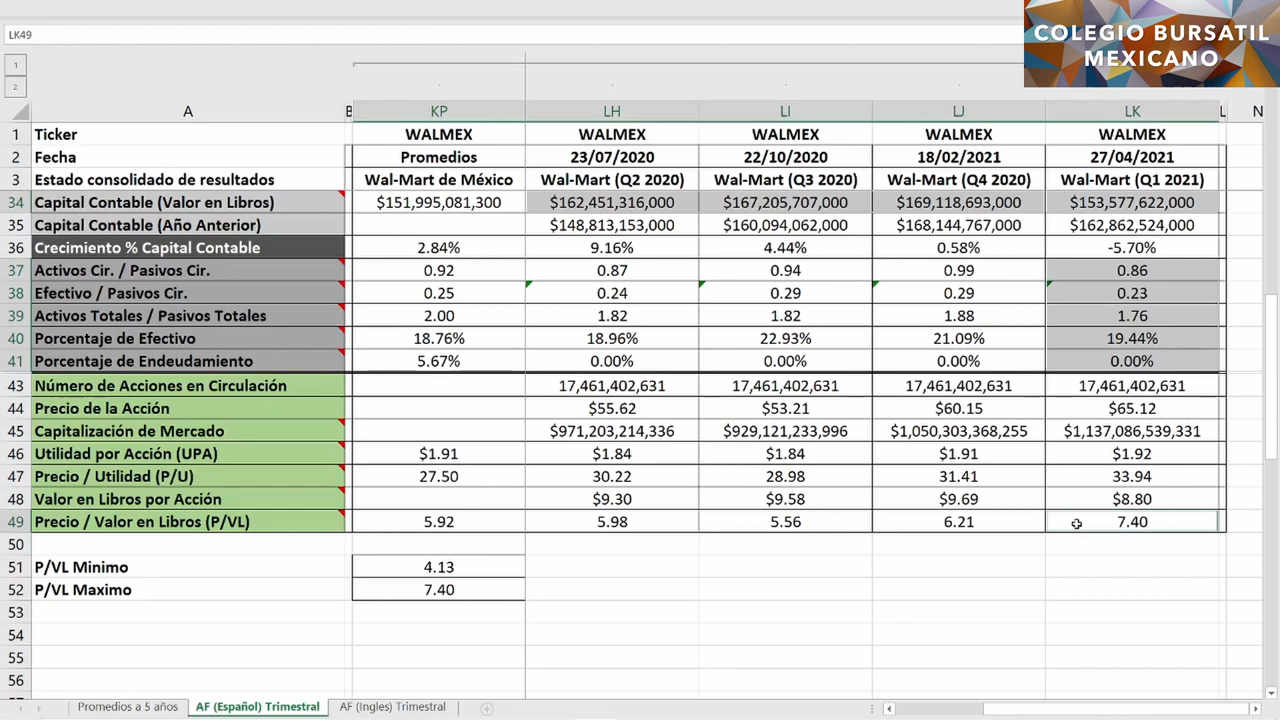 LK49
COLEGIO BURSATIL
MEXICANO
1
2
A B KP LH LI LJ LK L N
1 Ticker WALMEX WALMEX WALMEX WALMEX WALMEX
2 Fecha Promedios 23/07/2020 22/10/2020 18/02/2021 27/04/2021
3 Estado consolidado de resultados Wal-Mart de México Wal-Mart (Q2 2020) Wal-Mart (Q3 2020) Wal-Mart (Q4 2020) Wal-Mart (Q1 2021)
34 Capital Contable (Valor en Libros) $151,995,081,300 $162,451,316,000 $167,205,707,000 $169,118,693,000 $153,577,622,000
35 Capital Contable (Año Anterior) $148,813,153,000 $160,094,062,000 $168,144,767,000 $162,862,524,000
36 Crecimiento % Capital Contable 2.84% 9.16% 4.44% 0.58% -5.70%
37 Activos Cir. / Pasivos Cir. 0.92 0.87 0.94 0.99 0.86
38 Efectivo / Pasivos Cir. 0.25 0.24 0.29 0.29 0.23
39 Activos Totales / Pasivos Totales 2.00 1.82 1.82 1.88 1.76
40 Porcentaje de Efectivo 18.76% 18.96% 22.93% 21.09% 19.44%
41 Porcentaje de Endeudamiento 5.67% 0.00% 0.00% 0.00% 0.00%
43 Número de Acciones en Circulación 17,461,402,631 17,461,402,631 17,461,402,631 17,461,402,631
44 Precio de la Acción $55.62 $53.21 $60.15 $65.12
45 Capitalización de Mercado $971,203,214,336 $929,121,233,996 $1,050,303,368,255 $1,137,086,539,331
46 Utilidad por Acción (UPA) $1.91 $1.84 $1.84 $1.91 $1.92
47 Precio / Utilidad (P/U) 27.50 30.22 28.98 31.41 33.94
48 Valor en Libros por Acción $9.30 $9.58 $9.69 $8.80
49 Precio / Valor en Libros (P/VL) 5.92 5.98 5.56 6.21 7.40
50
51 P/VL Minimo 4.13
52 P/VL Maximo 7.40
53
54
55
56
Promedios a 5 años AF (Español) Trimestral AF (Ingles) Trimestral